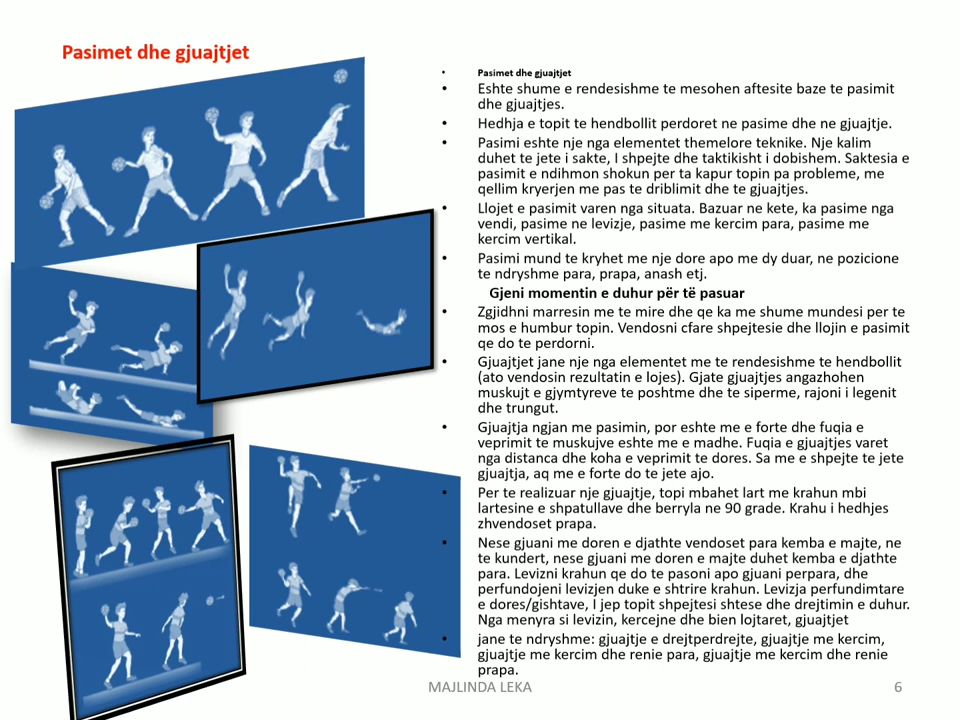 Pasimet dhe gjuajtjet
• Pasimet dhe gjuajtjet
• Eshte shume e rendesishme te mesohen aftesite baze te pasimit
dhe gjuajtjes.
• Hedhja e topit te hendbollit perdoret ne pasime dhe ne gjuajtje.
• Pasimi eshte nje nga elementet themelore teknike. Nje kalim
duhet te jete i sakte, I shpejte dhe taktikisht i dobishem. Saktesia e
pasimit e ndihmon shokun per ta kapur topin pa probleme, me
qellim kryerjen me pas te driblimit dhe te gjuajtjes.
• Llojet e pasimit varen nga situata. Bazuar ne kete, ka pasime nga
vendi, pasime ne levizje, pasime me kercim para, pasime me
kercim vertikal.
• Pasimi mund te kryhet me nje dore apo me dy duar, ne pozicione
te ndryshme para, prapa, anash etj.
Gjeni momentin e duhur për të pasuar
• Zgjidhni marresin me te mire dhe qe ka me shume mundesi per te
mos e humbur topin. Vendosni cfare shpejtesie dhe llojin e pasimit
qe do te perdorni.
• Gjuajtjet jane nje nga elementet me te rendesishme te hendbollit
(ato vendosin rezultatin e lojes). Gjate gjuajtjes angazhohen
muskujt e gjymtyreve te poshtme dhe te siperme, rajoni i legenit
dhe trungut.
• Gjuajtja ngjan me pasimin, por eshte me e forte dhe fuqia e
veprimit te muskujve eshte me e madhe. Fuqia e gjuajtjes varet
nga distanca dhe koha e veprimit te dores. Sa me e shpejte te jete
gjuajtja, aq me e forte do te jete ajo.
• Per te realizuar nje gjuajtje, topi mbahet lart me krahun mbi
lartesine e shpatullave dhe berryla ne 90 grade. Krahu i hedhjes
zhvendoset prapa.
• Nese gjuani me doren e djathte vendoset para kemba e majte, ne
te kundert, nese gjuani me doren e majte duhet kemba e djathte
para. Levizni krahun qe do te pasoni apo gjuani perpara, dhe
perfundojeni levizjen duke e shtrire krahun. Levizja perfundimtare
e dores/gishtave, I jep topit shpejtesi shtese dhe drejtimin e duhur.
Nga menyra si levizin, kercejne dhe bien lojtaret, gjuajtjet
• jane te ndryshme: gjuajtje e drejtperdrejte, gjuajtje me kercim,
gjuajtje me kercim dhe renie para, gjuajtje me kercim dhe renie
prapa.
MAJLINDA LEKA
6